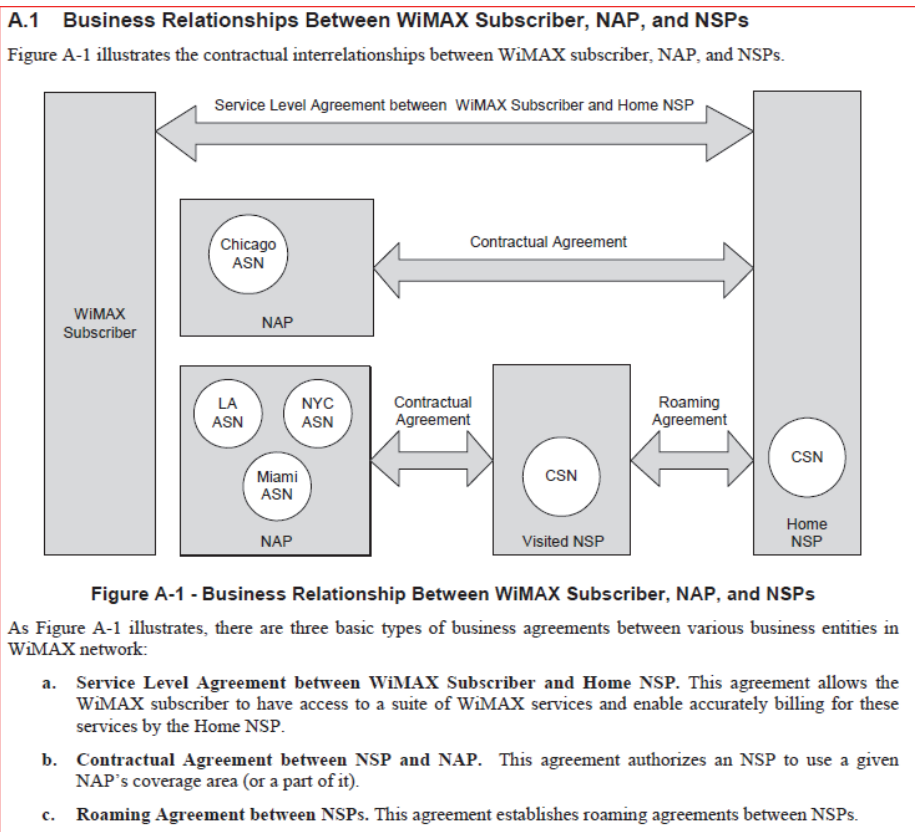 A.1 Business Relationships Between WiMAX Subscriber, NAP, and NSPs
Figure A-1 illustrates the contractual interrelationships between WiMAX subscriber, NAP, and NSPs.
Service Level Agreement between WiMAX Subscriber and Home NSP
Chicago
ASN
NAP
Contractual Agreement
WiMAX
Subscriber
LA
ASN
NYC
ASN
Miami
ASN
NAP
Contractual
Agreement
CSN
Visited NSP
Roaming
Agreement
CSN
Home
NSP
Figure A-1 - Business Relationship Between WiMAX Subscriber, NAP, and NSPs
As Figure A-1 illustrates, there are three basic types of business agreements between various business entities in
WiMAX network:
a. Service Level Agreement between WiMAX Subscriber and Home NSP. This agreement allows the
WiMAX subscriber to have access to a suite of WiMAX services and enable accurately billing for these
services by the Home NSP.
b. Contractual Agreement between NSP and NAP. This agreement authorizes an NSP to use a given
NAP's coverage area (or a part of it).
c. Roaming Agreement between NSPs. This agreement establishes roaming agreements between NSPs.